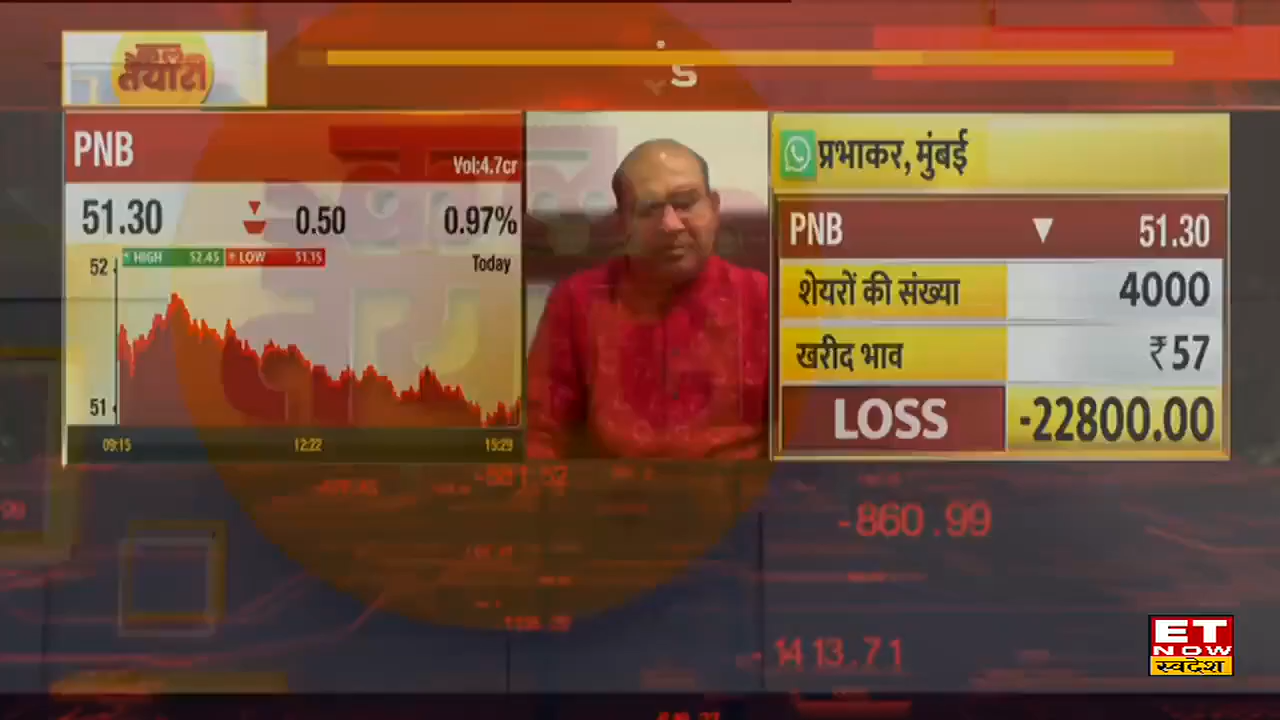 कल
की
तैयारी
S
PNB
Vol:4.7cr
51.30 0.50 0.97%
HIGH 52.45 LOW 51.15
Today
52
51
09:15 12:22 15:29
प्रभाकर, मुंबई
PNB 51.30
शेयरों की संख्या 4000
खरीद भाव ₹57
LOSS -22800.00
-860.99
-1413.71
ET
NOW
स्वदेश